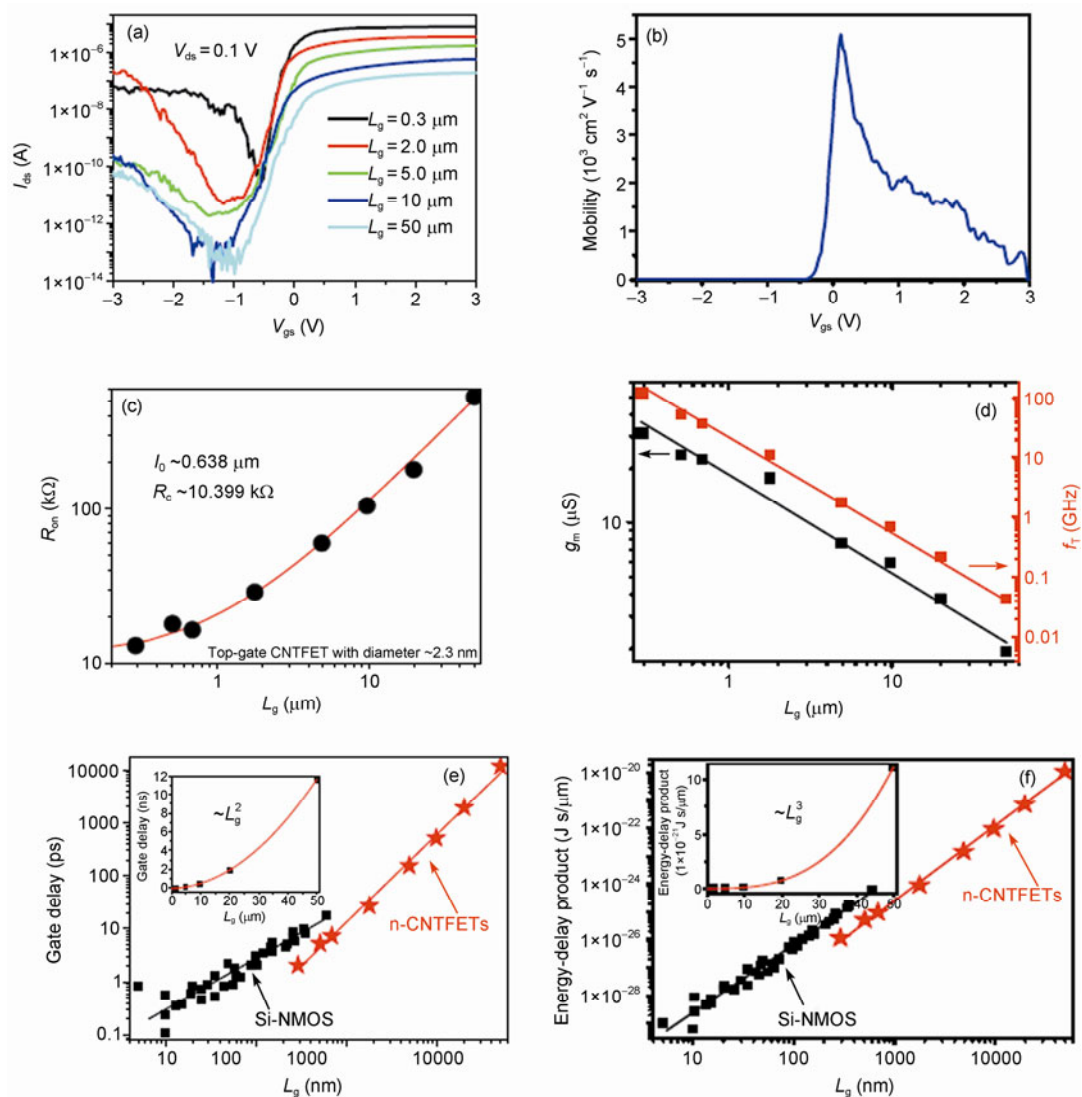 (a)
V_ds = 0.1 V
1×10⁻⁶
1×10⁻⁸
1×10⁻¹⁰
1×10⁻¹²
1×10⁻¹⁴
I_ds (A)
L_g = 0.3 μm
L_g = 2.0 μm
L_g = 5.0 μm
L_g = 10 μm
L_g = 50 μm
−3 −2 −1 0 1 2 3
V_gs (V)
(b)
5
4
3
2
1
0
Mobility (10³ cm² V⁻¹ s⁻¹)
−3 −2 −1 0 1 2 3
V_gs (V)
(c)
l_0 ~0.638 μm
R_c ~10.399 kΩ
100
10
R_on (kΩ)
Top-gate CNTFET with diameter ~2.3 nm
1 10
L_g (μm)
(d)
10
g_m (μS)
100
10
1
0.1
0.01
f_T (GHz)
1 10
L_g (μm)
(e)
10000
1000
100
10
1
0.1
Gate delay (ps)
12
10
8
6
4
2
0
Gate delay (ns)
~L_g²
0 10 20 30 40 50
L_g (μm)
n-CNTFETs
Si-NMOS
10 100 1000 10000
L_g (nm)
(f)
1×10⁻²⁰
1×10⁻²²
1×10⁻²⁴
1×10⁻²⁶
1×10⁻²⁸
Energy-delay product (J s/μm)
10
5
0
Energy-delay product
(1×10⁻²¹ J s/μm)
~L_g³
0 10 20 30 40 50
L_g (μm)
n-CNTFETs
Si-NMOS
10 100 1000 10000
L_g (nm)